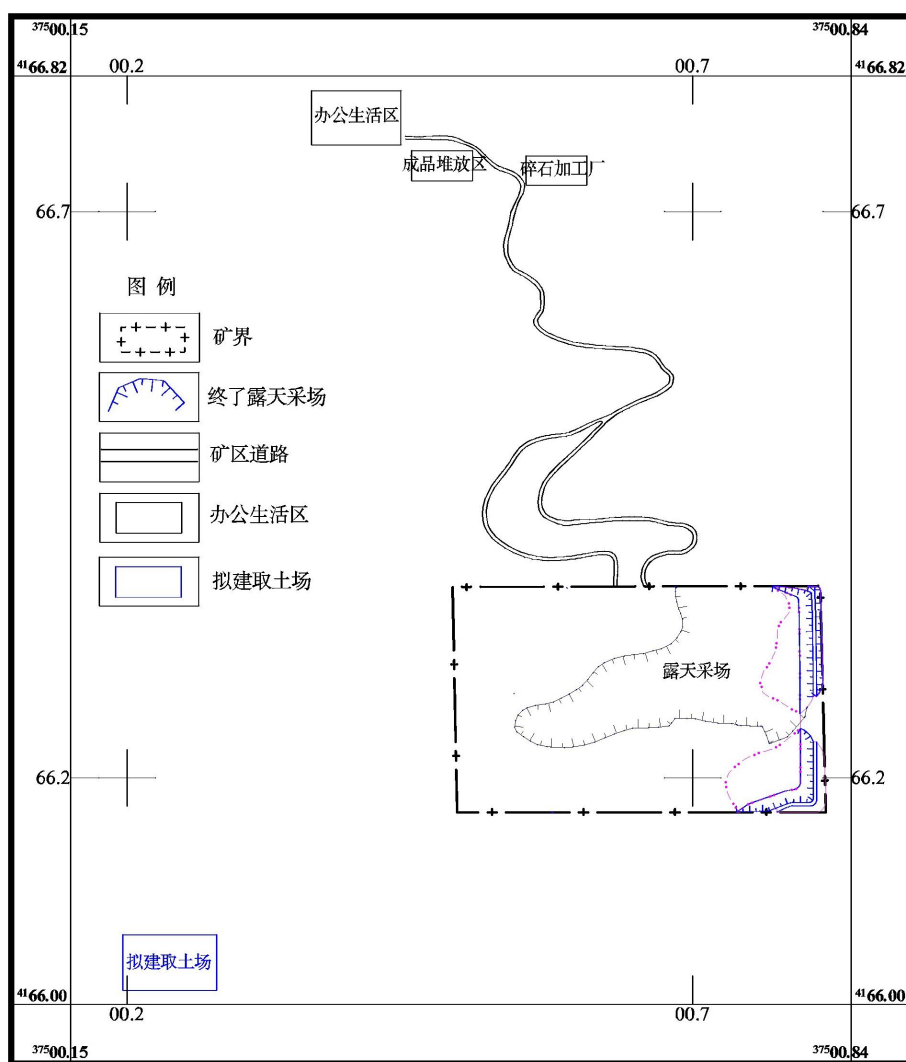 37500.15
37500.84
4166.82
00.2
00.7
4166.82
办公生活区
成品堆放区
碎石加工厂
66.7
66.7
图 例
矿界
终了露天采场
矿区道路
办公生活区
拟建取土场
露天采场
66.2
66.2
拟建取土场
4166.00
4166.00
00.2
00.7
37500.15
37500.84